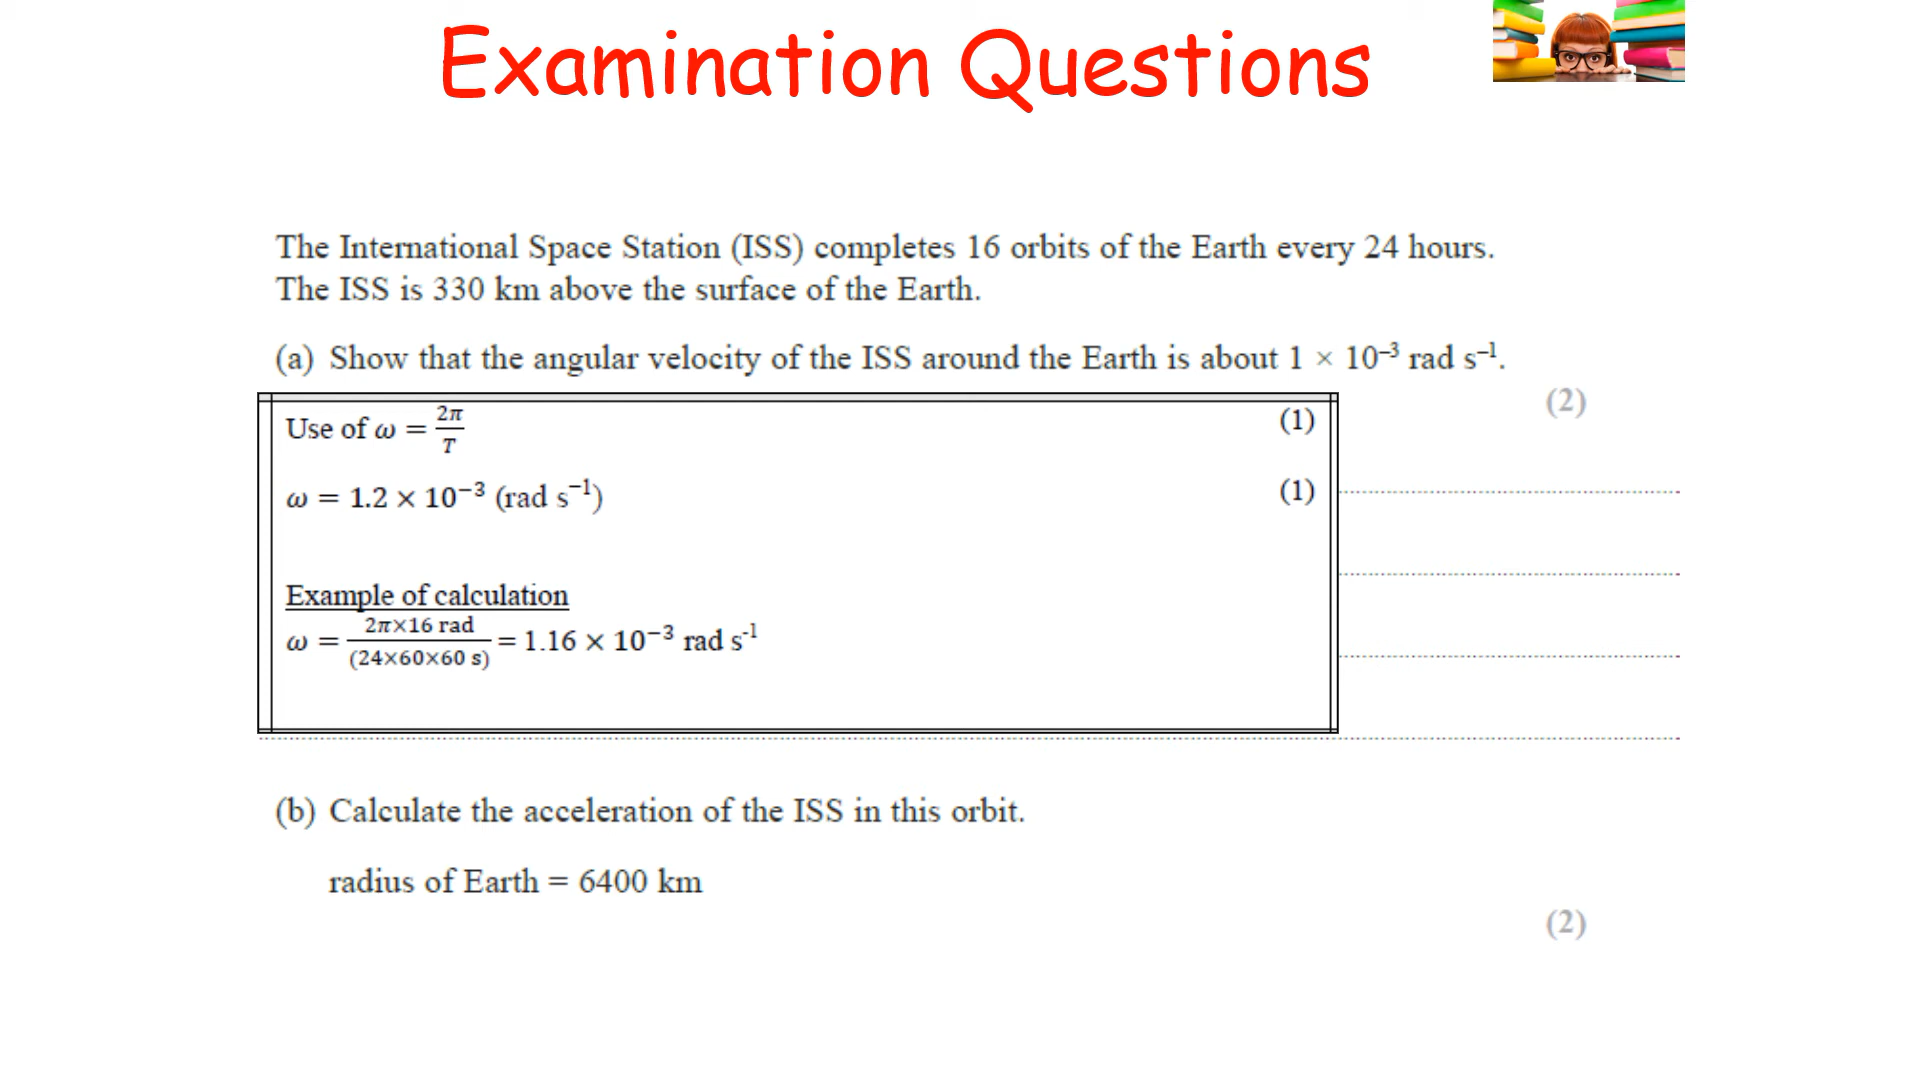 Examination Questions
The International Space Station (ISS) completes 16 orbits of the Earth every 24 hours.
The ISS is 330 km above the surface of the Earth.
(a) Show that the angular velocity of the ISS around the Earth is about 1 × 10⁻³ rad s⁻¹.
(2)
Use of ω = 2π/T (1)
ω = 1.2 × 10⁻³ (rad s⁻¹) (1)
Example of calculation
ω = 2π×16 rad/(24×60×60 s) = 1.16 × 10⁻³ rad s⁻¹
(b) Calculate the acceleration of the ISS in this orbit.
radius of Earth = 6400 km
(2)